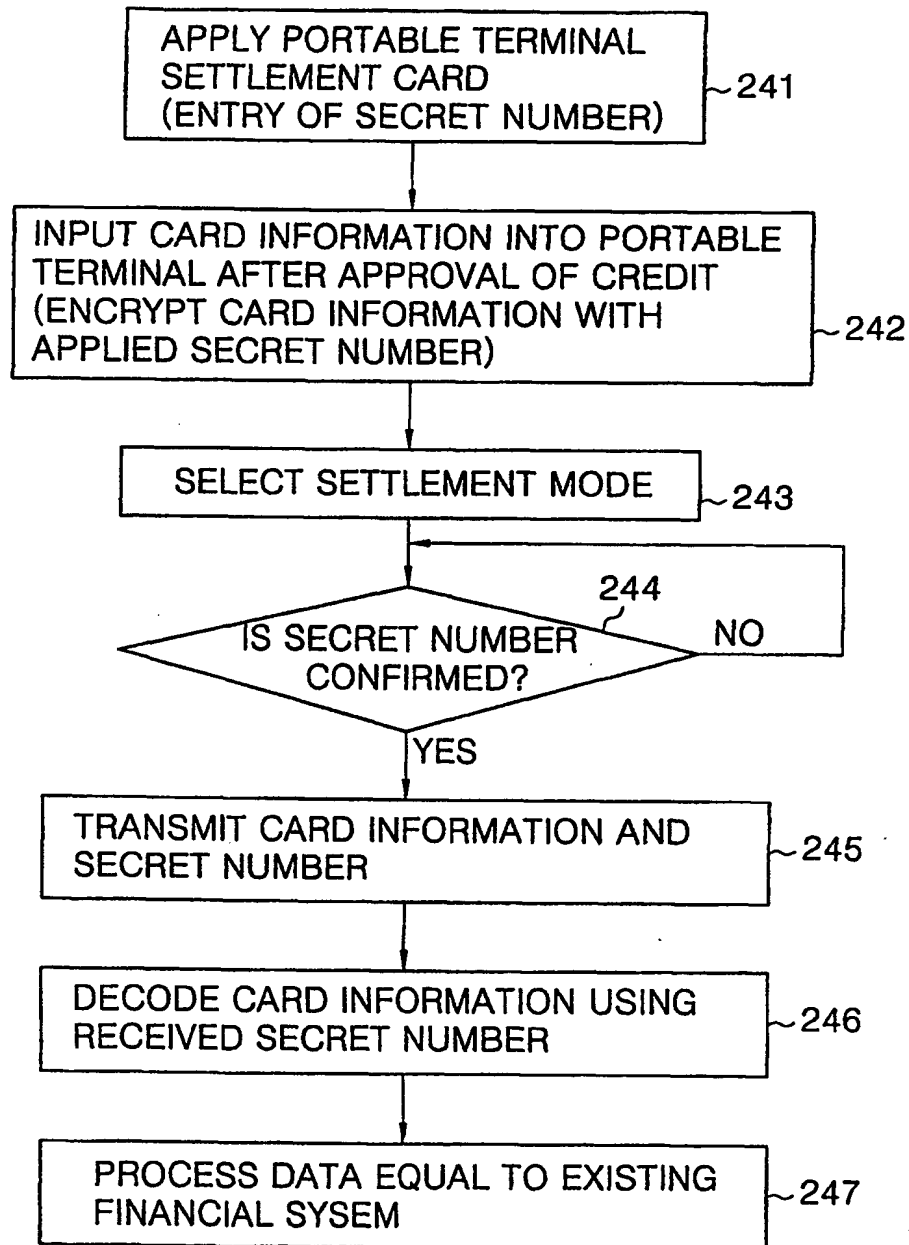 APPLY PORTABLE TERMINAL
SETTLEMENT CARD
(ENTRY OF SECRET NUMBER)
241
INPUT CARD INFORMATION INTO PORTABLE
TERMINAL AFTER APPROVAL OF CREDIT
(ENCRYPT CARD INFORMATION WITH
APPLIED SECRET NUMBER)
242
SELECT SETTLEMENT MODE
243
244
IS SECRET NUMBER
CONFIRMED?
NO
YES
TRANSMIT CARD INFORMATION AND
SECRET NUMBER
245
DECODE CARD INFORMATION USING
RECEIVED SECRET NUMBER
246
PROCESS DATA EQUAL TO EXISTING
FINANCIAL SYSEM
247